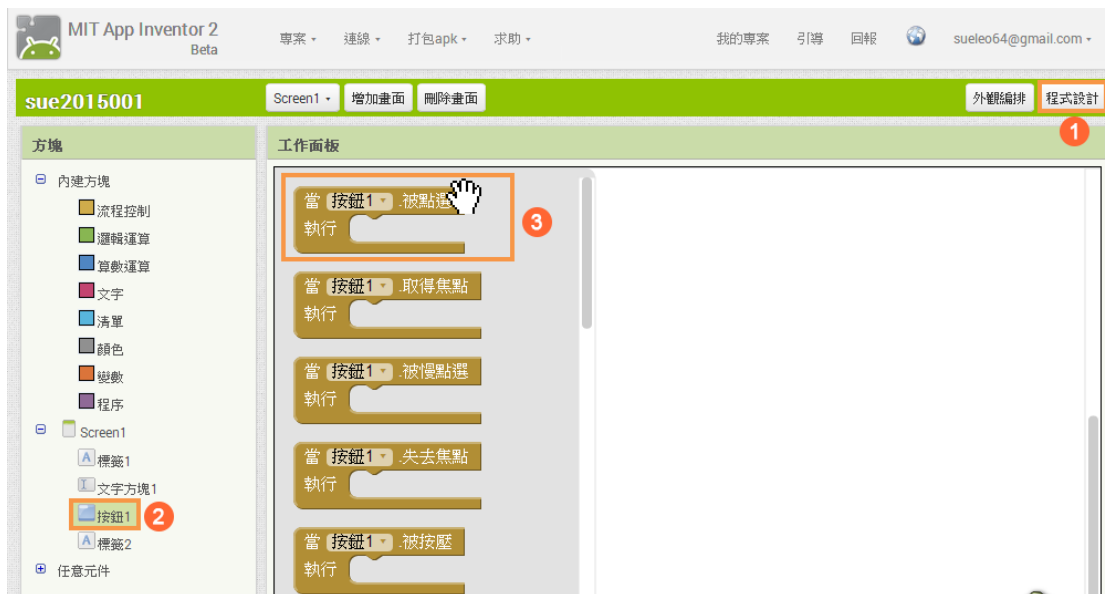 MIT App Inventor 2
Beta
專案 連線 打包apk 求助 我的專案 引導 回報 sueleo64@gmail.com
sue2015001 Screen1 增加畫面 刪除畫面 外觀編排 程式設計
1
方塊 工作面板
內建方塊
流程控制
邏輯運算
算數運算
文字
清單
顏色
變數
程序
Screen1
A 標籤1
文字方塊1
按鈕1 2
A 標籤2
任意元件
當 按鈕1 .被點選
執行
3
當 按鈕1 .取得焦點
執行
當 按鈕1 .被慢點選
執行
當 按鈕1 .失去焦點
執行
當 按鈕1 .被按壓
執行